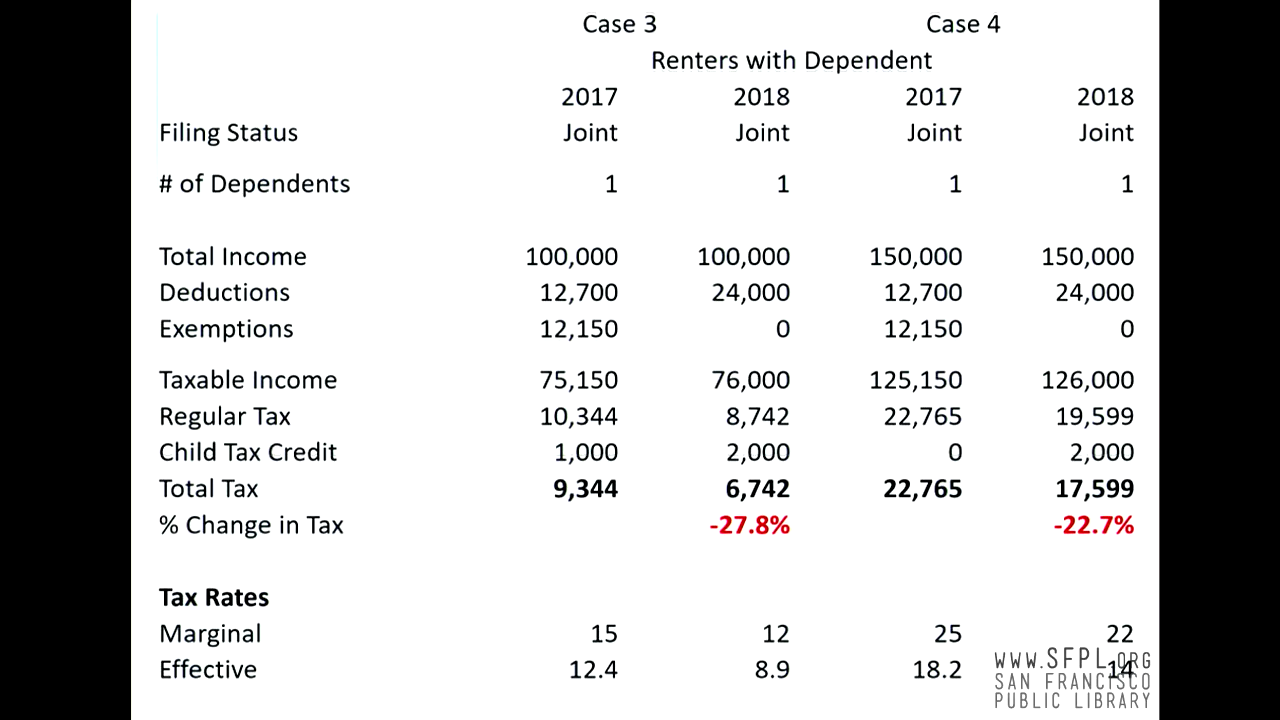 Case 3 Case 4
Renters with Dependent
2017 2018 2017 2018
Filing Status Joint Joint Joint Joint
# of Dependents 1 1 1 1
Total Income 100,000 100,000 150,000 150,000
Deductions 12,700 24,000 12,700 24,000
Exemptions 12,150 0 12,150 0
Taxable Income 75,150 76,000 125,150 126,000
Regular Tax 10,344 8,742 22,765 19,599
Child Tax Credit 1,000 2,000 0 2,000
Total Tax 9,344 6,742 22,765 17,599
% Change in Tax -27.8% -22.7%
Tax Rates
Marginal 15 12 25 22
Effective 12.4 8.9 18.2 14
WWW.SFPL.ORG
SAN FRANCISCO
PUBLIC LIBRARY